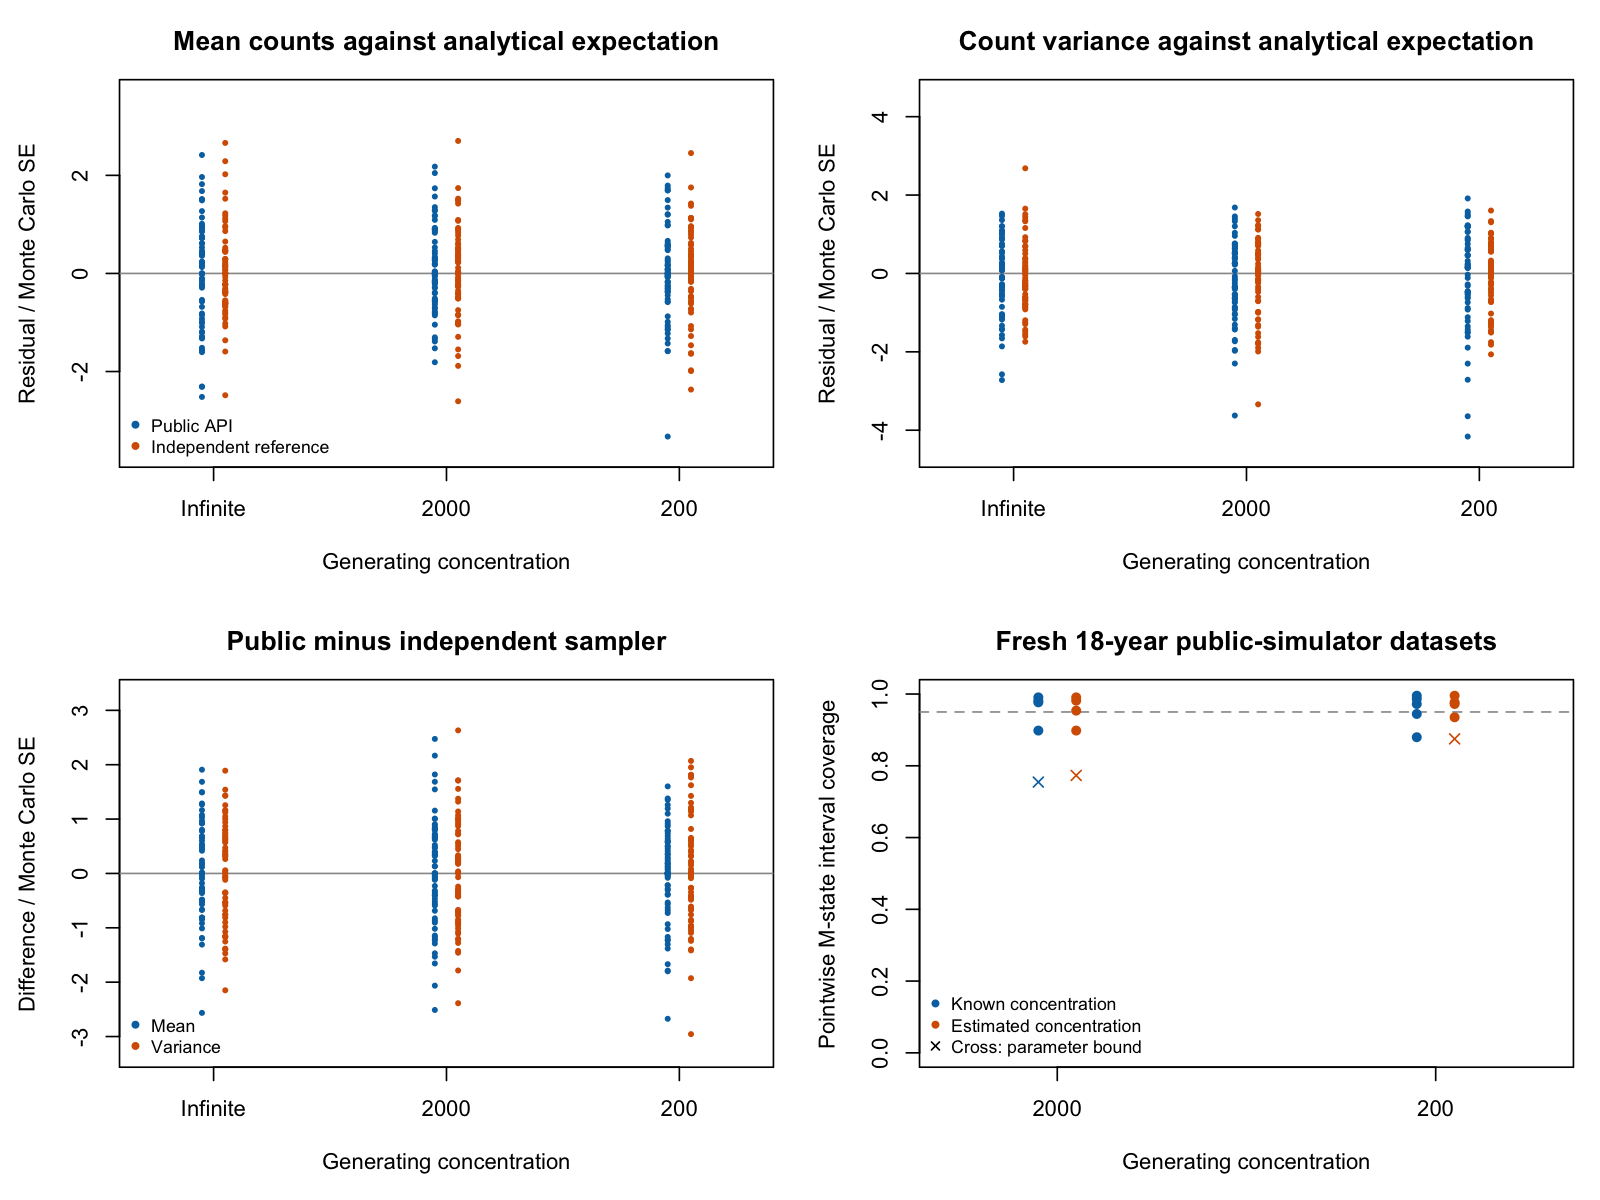 Mean counts against analytical expectation
Residual / Monte Carlo SE
2
0
-2
Public API
Independent reference
Infinite
2000
200
Generating concentration
Count variance against analytical expectation
Residual / Monte Carlo SE
4
2
0
-2
-4
Infinite
2000
200
Generating concentration
Public minus independent sampler
Difference / Monte Carlo SE
3
2
1
0
-1
-2
-3
Mean
Variance
Infinite
2000
200
Generating concentration
Fresh 18-year public-simulator datasets
Pointwise M-state interval coverage
1.0
0.8
0.6
0.4
0.2
0.0
Known concentration
Estimated concentration
Cross: parameter bound
2000
200
Generating concentration